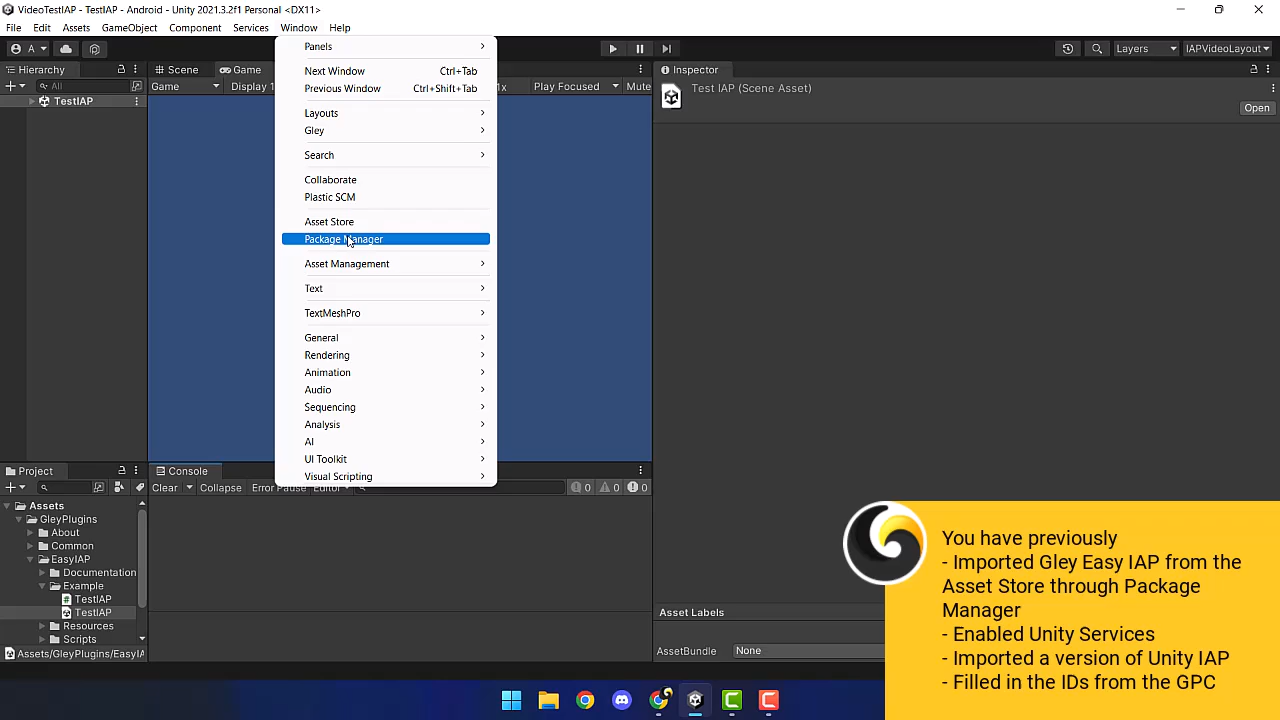 VideoTestIAP - TestIAP - Android - Unity 2021.3.2f1 Personal <DX11>
File Edit Assets GameObject Component Services Window Help
A Layers IAPVideoLayout
Hierarchy Scene Game Inspector
All Game Display 1 1x Play Focused Mute
Test IAP (Scene Asset)
Open
TestIAP
Panels
Next Window Ctrl+Tab
Previous Window Ctrl+Shift+Tab
Layouts
Gley
Search
Collaborate
Plastic SCM
Asset Store
Package Manager
Asset Management
Text
TextMeshPro
General
Rendering
Animation
Audio
Sequencing
Analysis
AI
UI Toolkit
Visual Scripting
Project Console
Clear Collapse Error Pause Editor 0 0 0
Assets
GleyPlugins
About
Common
EasyIAP
Documentation
Example
TestIAP
TestIAP
Resources
Scripts
Assets/GleyPlugins/EasyIA
Asset Labels
AssetBundle None
You have previously
- Imported Gley Easy IAP from the
Asset Store through Package
Manager
- Enabled Unity Services
- Imported a version of Unity IAP
- Filled in the IDs from the GPC